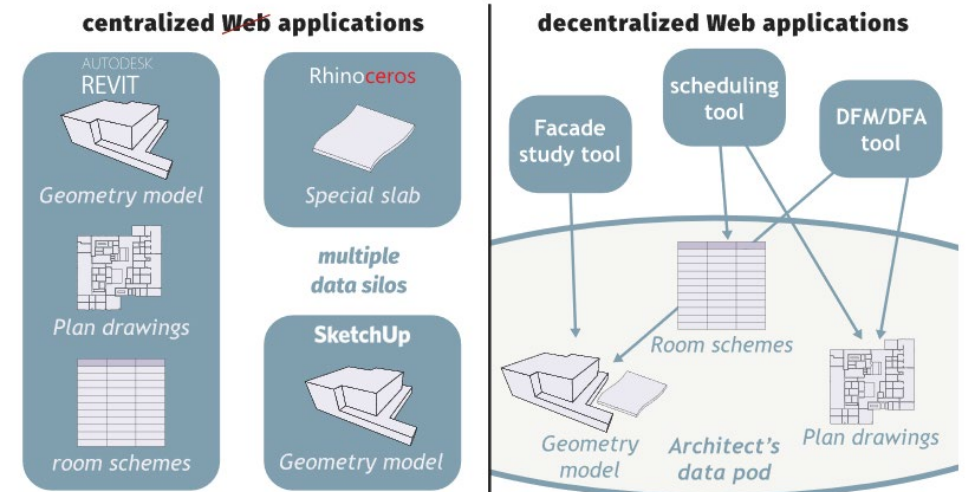 centralized Web applications
AUTODESK
REVIT
Geometry model
Plan drawings
room schemes
Rhinoceros
Special slab
multiple
data silos
SketchUp
Geometry model
decentralized Web applications
Facade
study tool
scheduling
tool
DFM/DFA
tool
Room schemes
Geometry
model
Architect's
data pod
Plan drawings